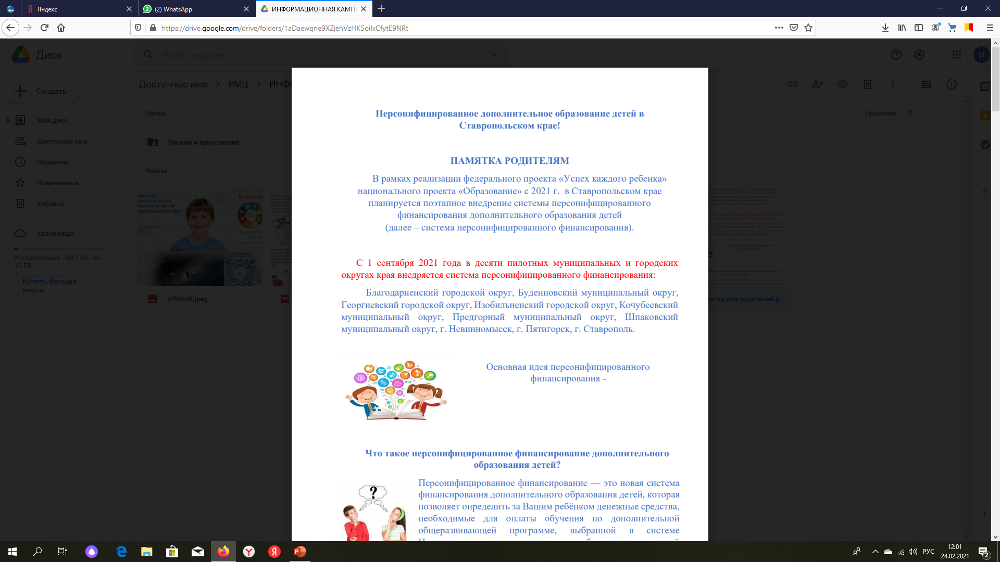 Яндекс
(2) WhatsApp
ИНФОРМАЦИОННАЯ КАМПА
https://drive.google.com/drive/folders/1aDaewgne9XZjehVzHK5oiIxCfytE9NRt
Диск
Поиск на Диске
И
Доступные мне > РМЦ > ИНФО
Создать
Мой диск
Доступные мне
Недавние
Помеченные
Корзина
Хранилище
Использовано 748,7 МБ из
15 ГБ
Купить больше
места
Папки
Название
Письмо и приложения
Файлы
АФИША.jpeg
мятка для родителей.p...
Персонифицированное дополнительное образование детей в
Ставропольском крае!
ПАМЯТКА РОДИТЕЛЯМ
В рамках реализации федерального проекта «Успех каждого ребенка»
национального проекта «Образование» с 2021 г. в Ставропольском крае
планируется поэтапное внедрение системы персонифицированного
финансирования дополнительного образования детей
(далее – система персонифицированного финансирования).
С 1 сентября 2021 года в десяти пилотных муниципальных и городских
округах края внедряется система персонифицированного финансирования:
Благодарненский городской округ, Буденновский муниципальный округ,
Георгиевский городской округ, Изобильненский городской округ, Кочубеевский
муниципальный округ, Предгорный муниципальный округ, Шпаковский
муниципальный округ, г. Невинномысск, г. Пятигорск, г. Ставрополь.
Основная идея персонифицированного
финансирования -
Что такое персонифицированное финансирование дополнительного
образования детей?
Персонифицированное финансирование — это новая система
финансирования дополнительного образования детей, которая
позволяет определить за Вашим ребёнком денежные средства,
необходимые для оплаты обучения по дополнительной
общеразвивающей программе, выбранной в системе
РУС
12:01
24.02.2021
2